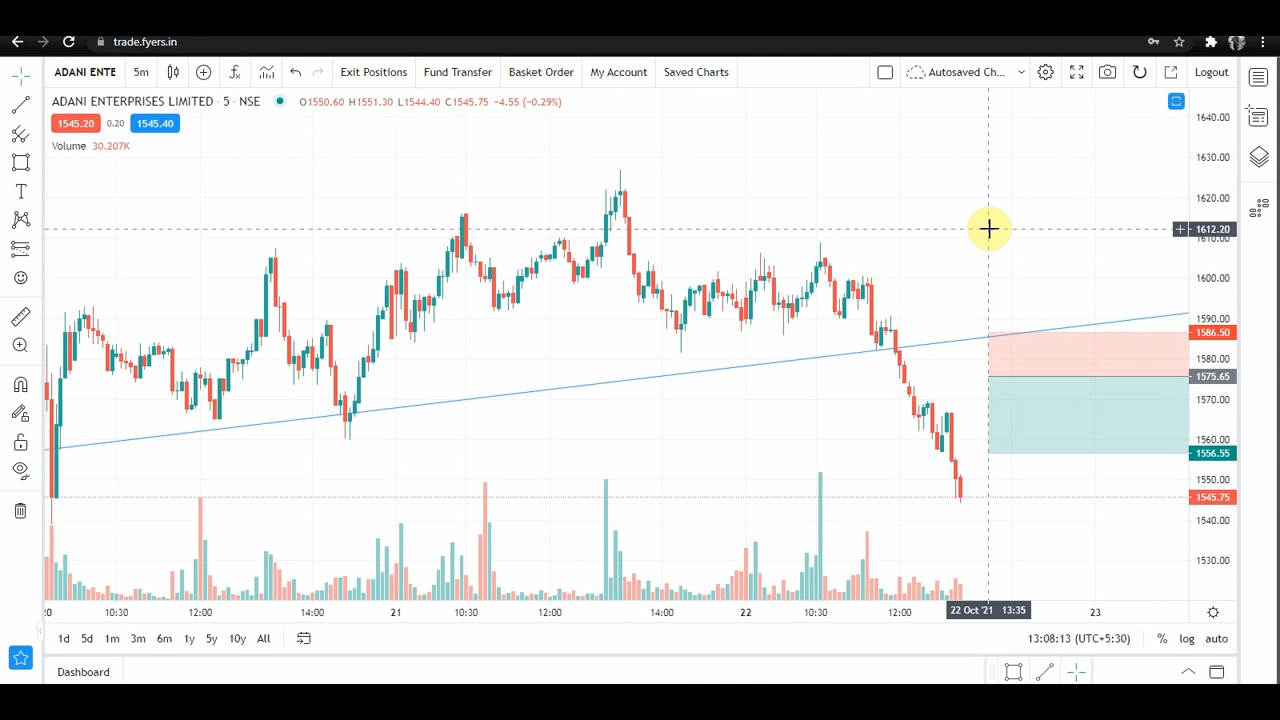 trade.fyers.in
ADANI ENTE 5m Exit Positions Fund Transfer Basket Order My Account Saved Charts Autosaved Ch... Logout
ADANI ENTERPRISES LIMITED · 5 · NSE O1550.60 H1551.30 L1544.40 C1545.75 −4.55 (−0.29%)
1545.20 0.20 1545.40
Volume 30.207K
1640.00
1630.00
1620.00
1612.20
1610.00
1600.00
1590.00
1586.50
1580.00
1575.65
1570.00
1560.00
1556.55
1550.00
1545.75
1540.00
1530.00
10:30 12:00 14:00 21 10:30 12:00 14:00 22 10:30 12:00 22 Oct '21 13:35 23
1d 5d 1m 3m 6m 1y 5y 10y All 13:08:13 (UTC+5:30) % log auto
Dashboard